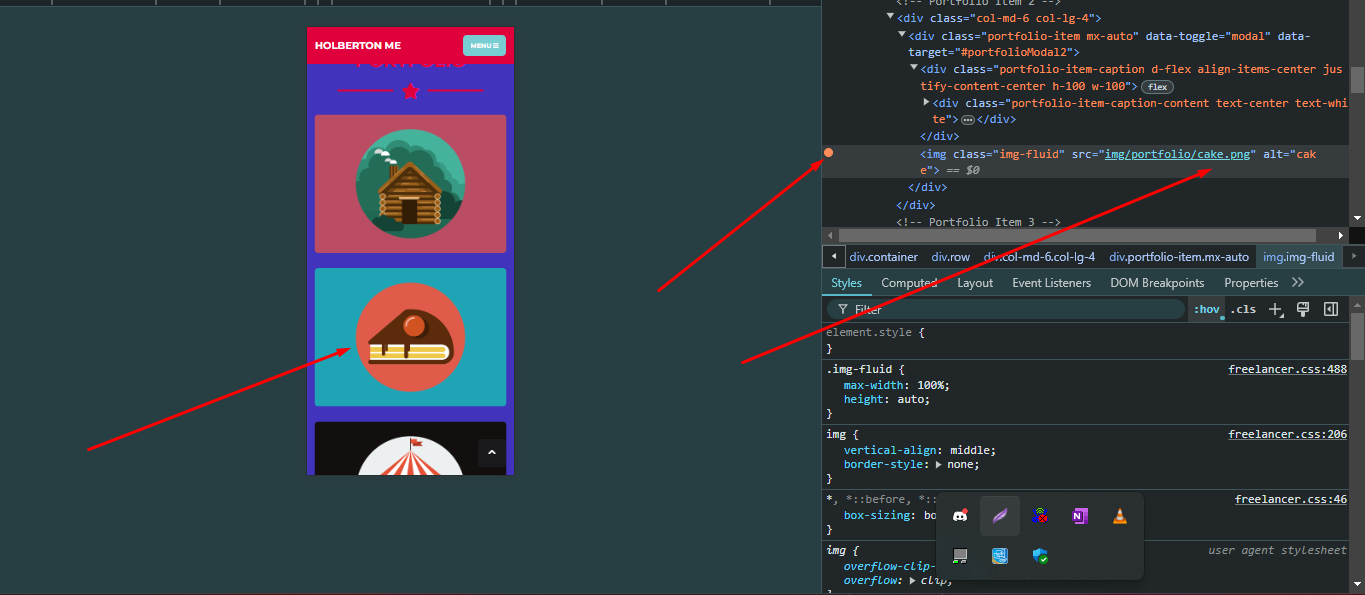 HOLBERTON ME
MENU
PORTFOLIO
<!-- Portfolio Item 2 -->
<div class="col-md-6 col-lg-4">
<div class="portfolio-item mx-auto" data-toggle="modal" data-
target="#portfolioModal2">
<div class="portfolio-item-caption d-flex align-items-center jus
tify-content-center h-100 w-100"> flex
<div class="portfolio-item-caption-content text-center text-whi
te"> ••• </div>
</div>
<img class="img-fluid" src="img/portfolio/cake.png" alt="cak
e"> == $0
</div>
</div>
<!-- Portfolio Item 3 -->
div.container div.row div.col-md-6.col-lg-4 div.portfolio-item.mx-auto img.img-fluid
Styles Computed Layout Event Listeners DOM Breakpoints Properties
Filter :hov .cls
element.style {
}
.img-fluid { freelancer.css:488
max-width: 100%;
height: auto;
}
img { freelancer.css:206
vertical-align: middle;
border-style: none;
}
*, *::before, *:: freelancer.css:46
box-sizing: bo
}
img { user agent stylesheet
overflow-clip-
overflow: clip;